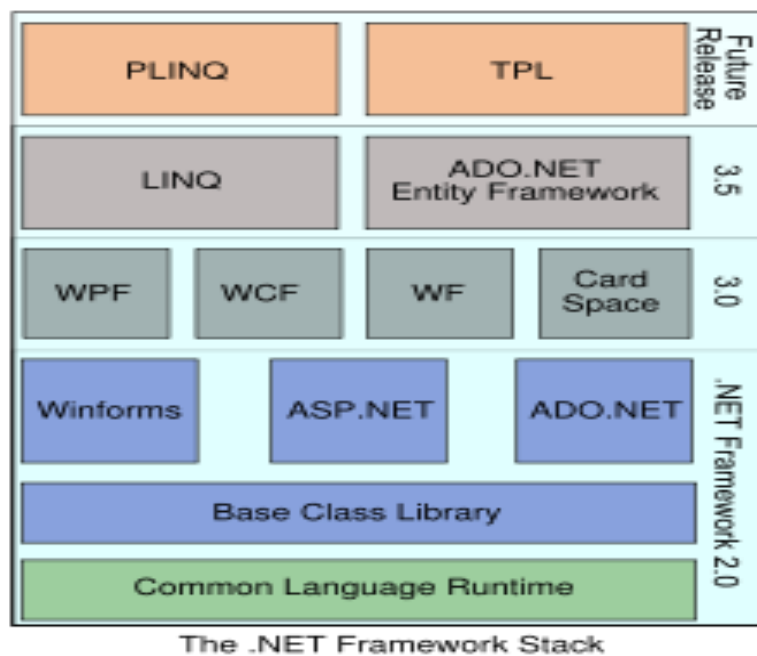 PLINQ
TPL
Future
Release
LINQ
ADO.NET
Entity Framework
3.5
WPF
WCF
WF
Card
Space
3.0
Winforms
ASP.NET
ADO.NET
.NET Framework 2.0
Base Class Library
Common Language Runtime
The .NET Framework Stack